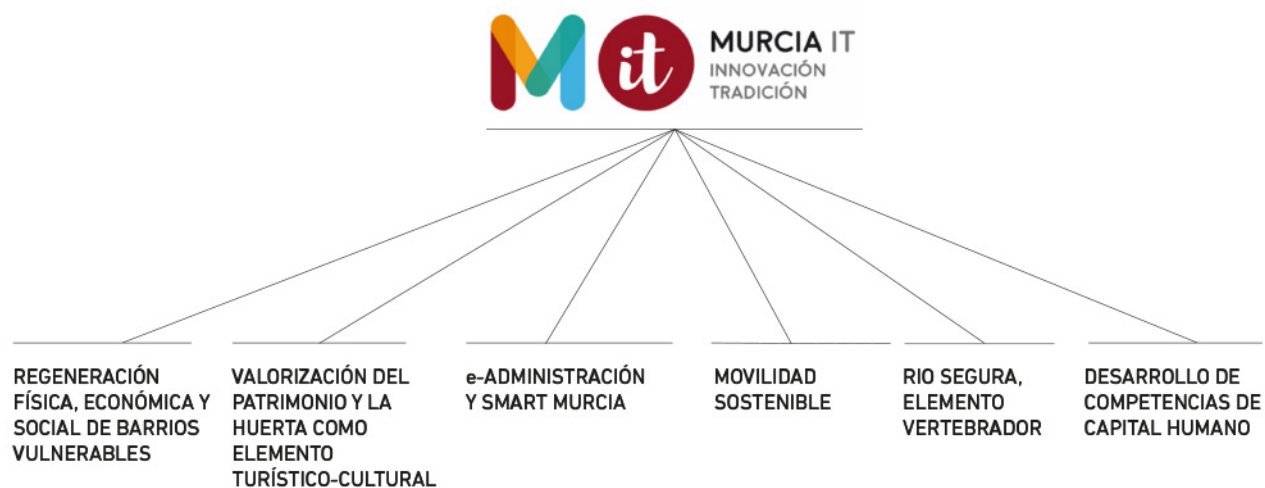 M it MURCIA IT
INNOVACIÓN
TRADICIÓN
REGENERACIÓN
FÍSICA, ECONÓMICA Y
SOCIAL DE BARRIOS
VULNERABLES
VALORIZACIÓN DEL
PATRIMONIO Y LA
HUERTA COMO
ELEMENTO
TURÍSTICO-CULTURAL
e-ADMINISTRACIÓN
Y SMART MURCIA
MOVILIDAD
SOSTENIBLE
RIO SEGURA,
ELEMENTO
VERTEBRADOR
DESARROLLO DE
COMPETENCIAS DE
CAPITAL HUMANO